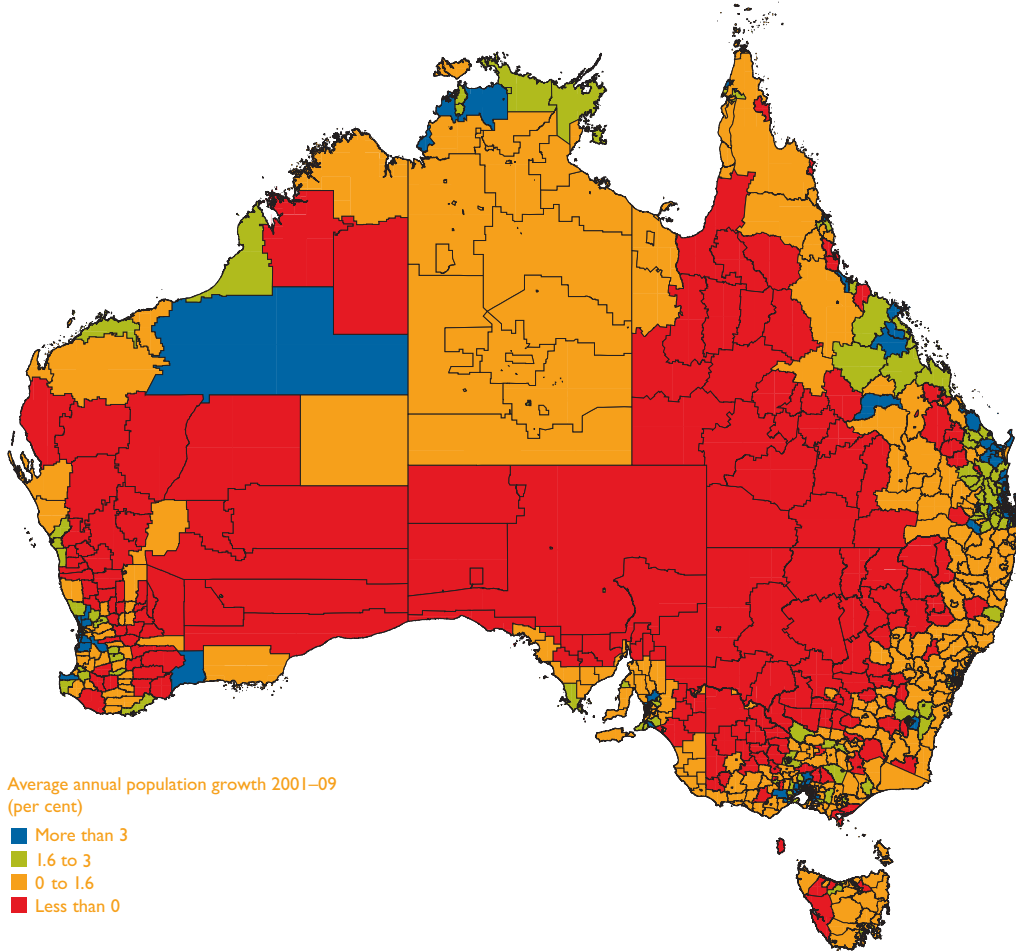 Average annual population growth 2001–09
(per cent)
More than 3
1.6 to 3
0 to 1.6
Less than 0